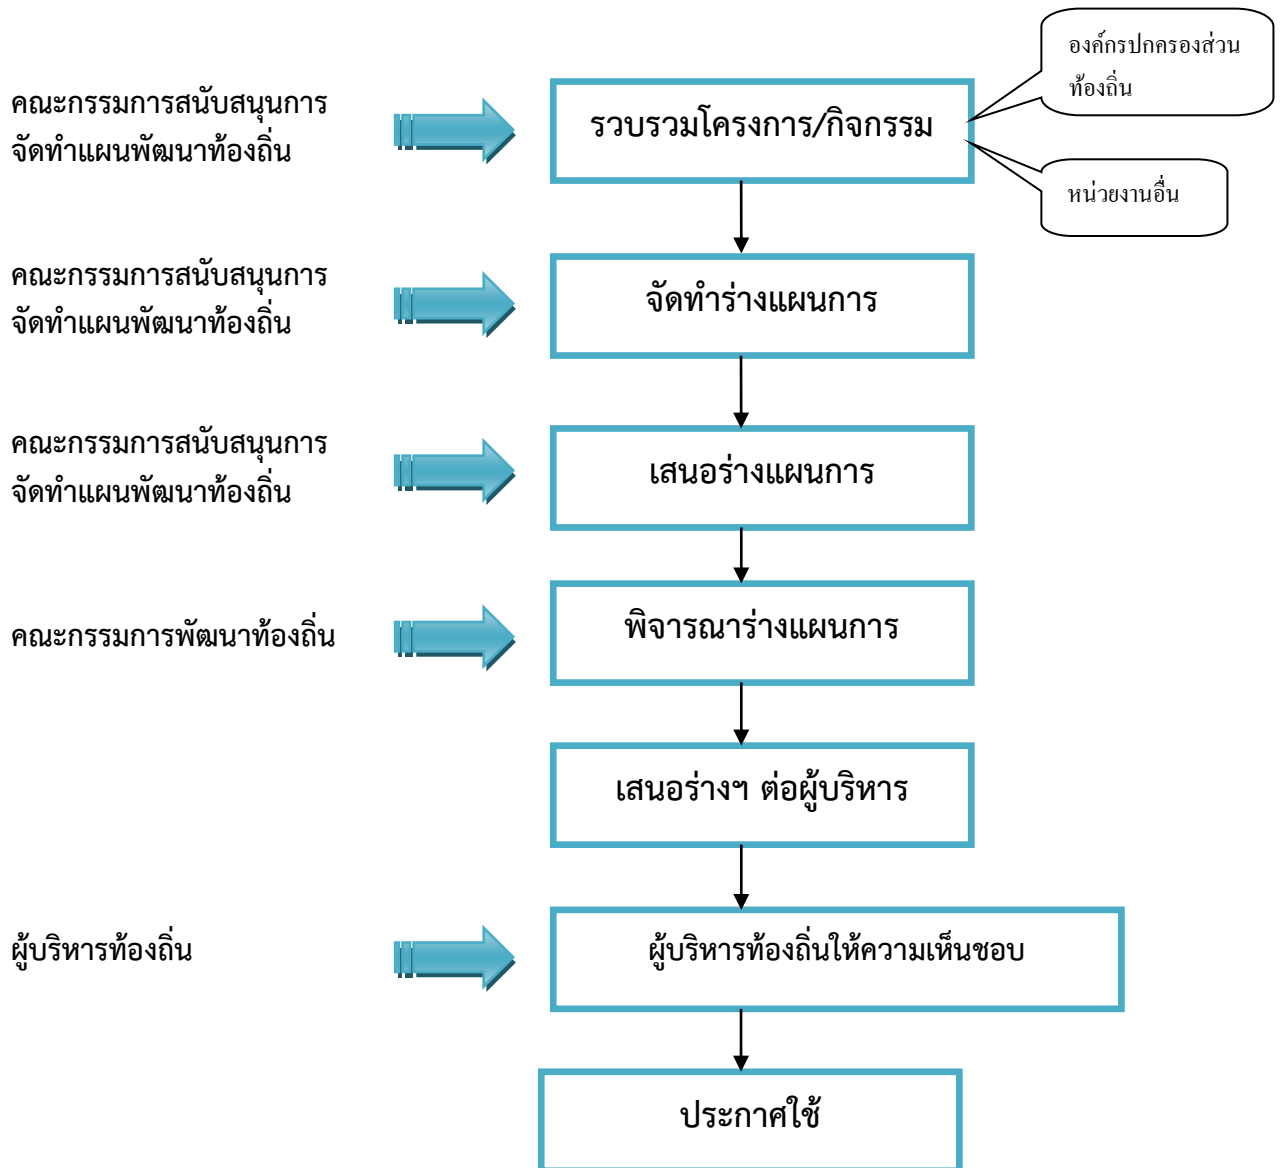 องค์กรปกครองส่วน
ท้องถิ่น
คณะกรรมการสนับสนุนการ
จัดทำแผนพัฒนาท้องถิ่น
รวบรวมโครงการ/กิจกรรม
หน่วยงานอื่น
คณะกรรมการสนับสนุนการ
จัดทำแผนพัฒนาท้องถิ่น
จัดทำร่างแผนการ
คณะกรรมการสนับสนุนการ
จัดทำแผนพัฒนาท้องถิ่น
เสนอร่างแผนการ
คณะกรรมการพัฒนาท้องถิ่น
พิจารณาร่างแผนการ
เสนอร่างฯ ต่อผู้บริหาร
ผู้บริหารท้องถิ่น
ผู้บริหารท้องถิ่นให้ความเห็นชอบ
ประกาศใช้